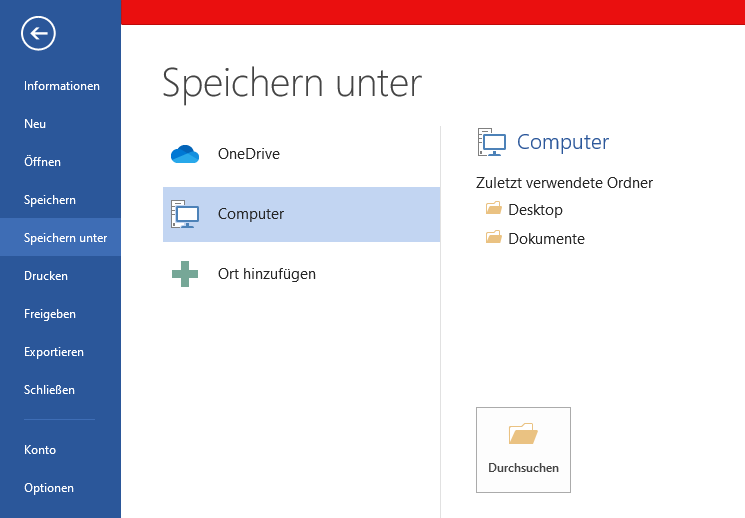 Informationen
Neu
Öffnen
Speichern
Speichern unter
Drucken
Freigeben
Exportieren
Schließen
Konto
Optionen
Speichern unter
OneDrive
Computer
Ort hinzufügen
Computer
Zuletzt verwendete Ordner
Desktop
Dokumente
Durchsuchen